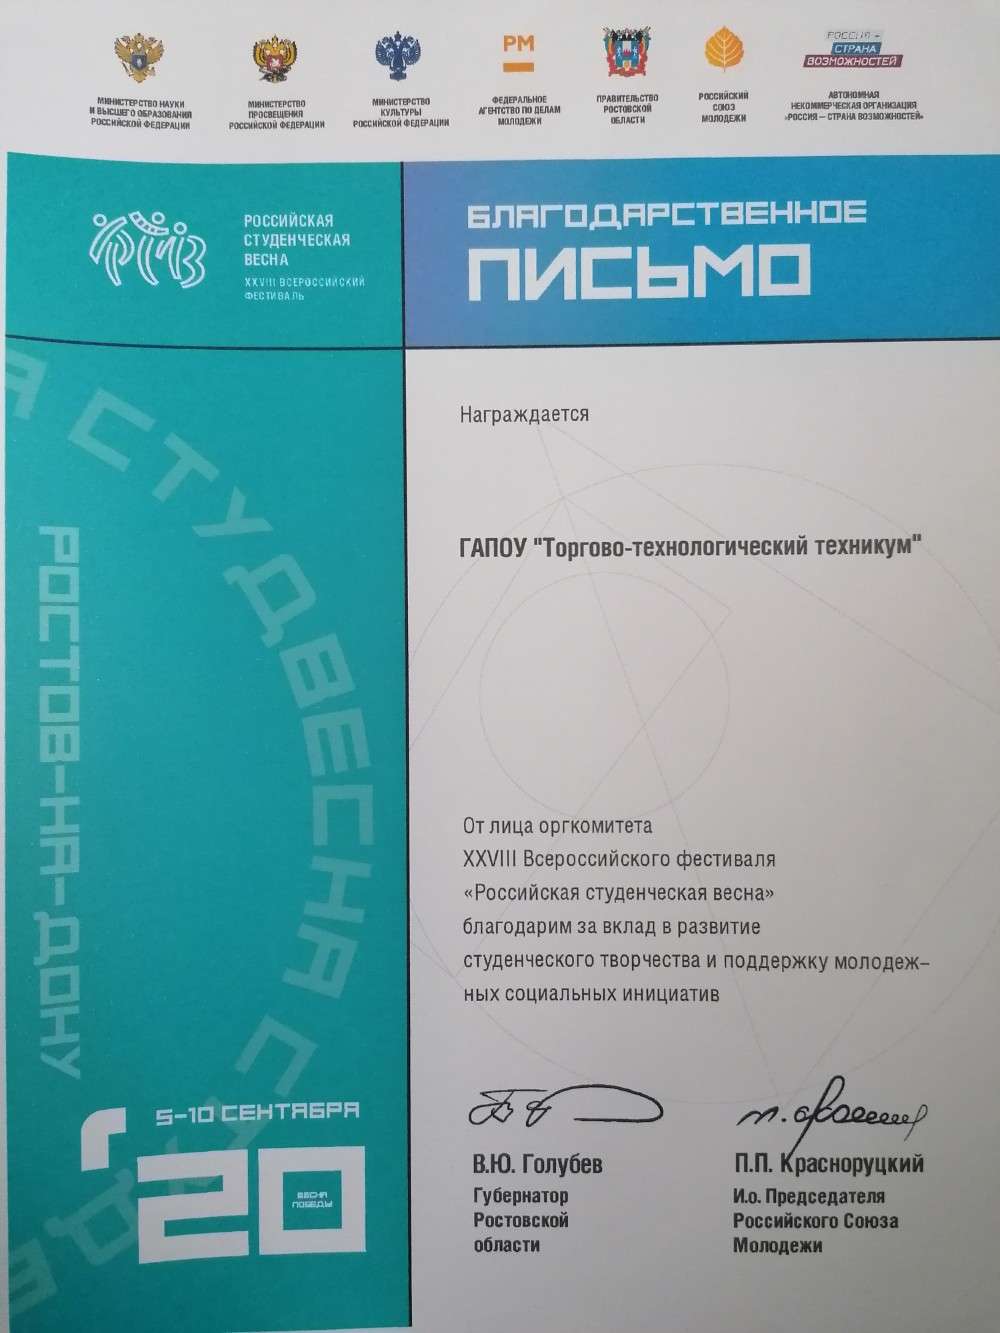 МИНИСТЕРСТВО НАУКИ
И ВЫСШЕГО ОБРАЗОВАНИЯ
РОССИЙСКОЙ ФЕДЕРАЦИИ
МИНИСТЕРСТВО
ПРОСВЕЩЕНИЯ
РОССИЙСКОЙ ФЕДЕРАЦИИ
МИНИСТЕРСТВО
КУЛЬТУРЫ
РОССИЙСКОЙ ФЕДЕРАЦИИ
РМ
ФЕДЕРАЛЬНОЕ
АГЕНТСТВО ПО ДЕЛАМ
МОЛОДЕЖИ
ПРАВИТЕЛЬСТВО
РОСТОВСКОЙ
ОБЛАСТИ
РОССИЙСКИЙ
СОЮЗ
МОЛОДЕЖИ
РОССИЯ –
СТРАНА
ВОЗМОЖНОСТЕЙ
АВТОНОМНАЯ
НЕКОММЕРЧЕСКАЯ ОРГАНИЗАЦИЯ
«РОССИЯ – СТРАНА ВОЗМОЖНОСТЕЙ»
РОССИЙСКАЯ
СТУДЕНЧЕСКАЯ
ВЕСНА
XXVIII ВСЕРОССИЙСКИЙ
ФЕСТИВАЛЬ
БЛАГОДАРСТВЕННОЕ
ПИСЬМО
Награждается
ГАПОУ "Торгово-технологический техникум"
СТУДВЕСНА
РОСТОВ-НА-ДОНУ
От лица оргкомитета
XXVIII Всероссийского фестиваля
«Российская студенческая весна»
благодарим за вклад в развитие
студенческого творчества и поддержку молодеж-
ных социальных инициатив
5-10 СЕНТЯБРЯ
'20
ВЕСНА
ПОБЕДЫ
В.Ю. Голубев
Губернатор
Ростовской
области
П.П. Красноруцкий
И.о. Председателя
Российского Союза
Молодежи